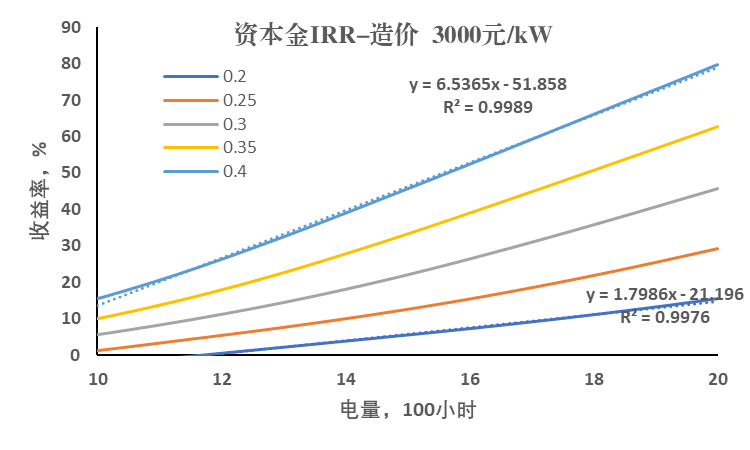 资本金IRR-造价 3000元/kW
90
80
70
60
50
40
30
20
10
0
收益率，%
0.2
0.25
0.3
0.35
0.4
y = 6.5365x - 51.858
R² = 0.9989
y = 1.7986x - 21.196
R² = 0.9976
10 12 14 16 18 20
电量，100小时